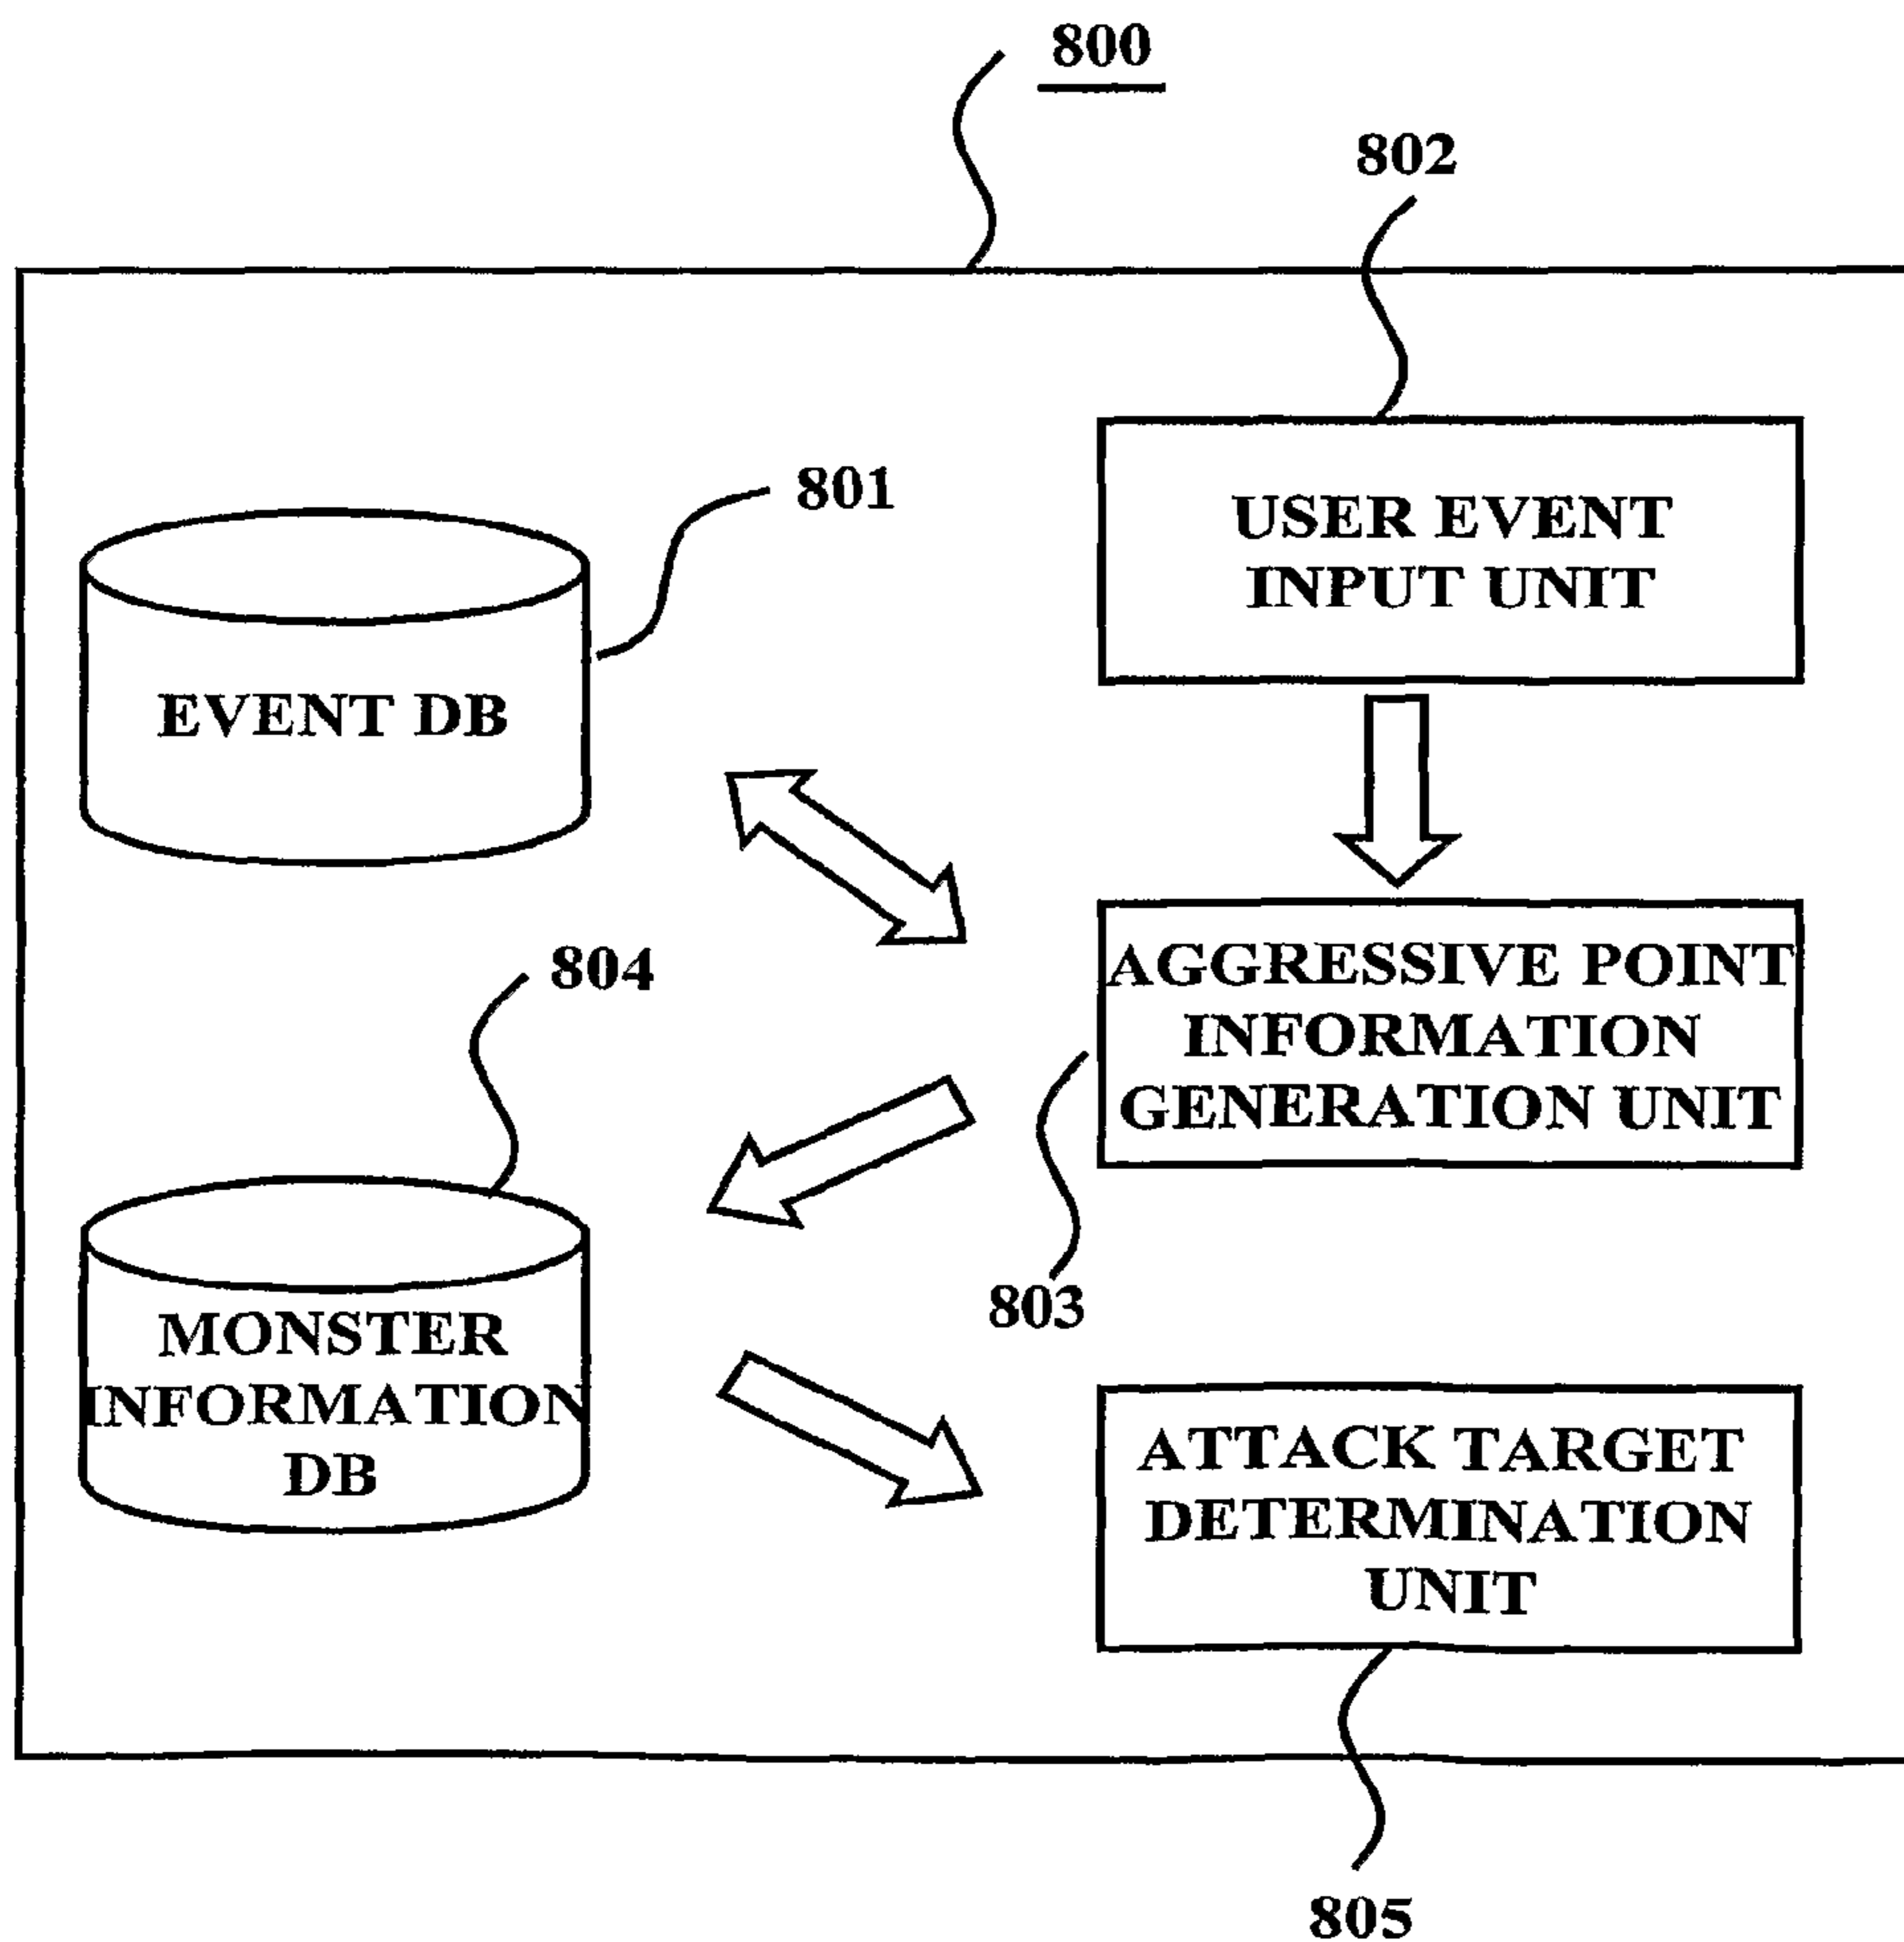 800
802
801
USER EVENT
INPUT UNIT
EVENT DB
804
AGGRESSIVE POINT
INFORMATION
GENERATION UNIT
803
MONSTER
INFORMATION
DB
ATTACK TARGET
DETERMINATION
UNIT
805